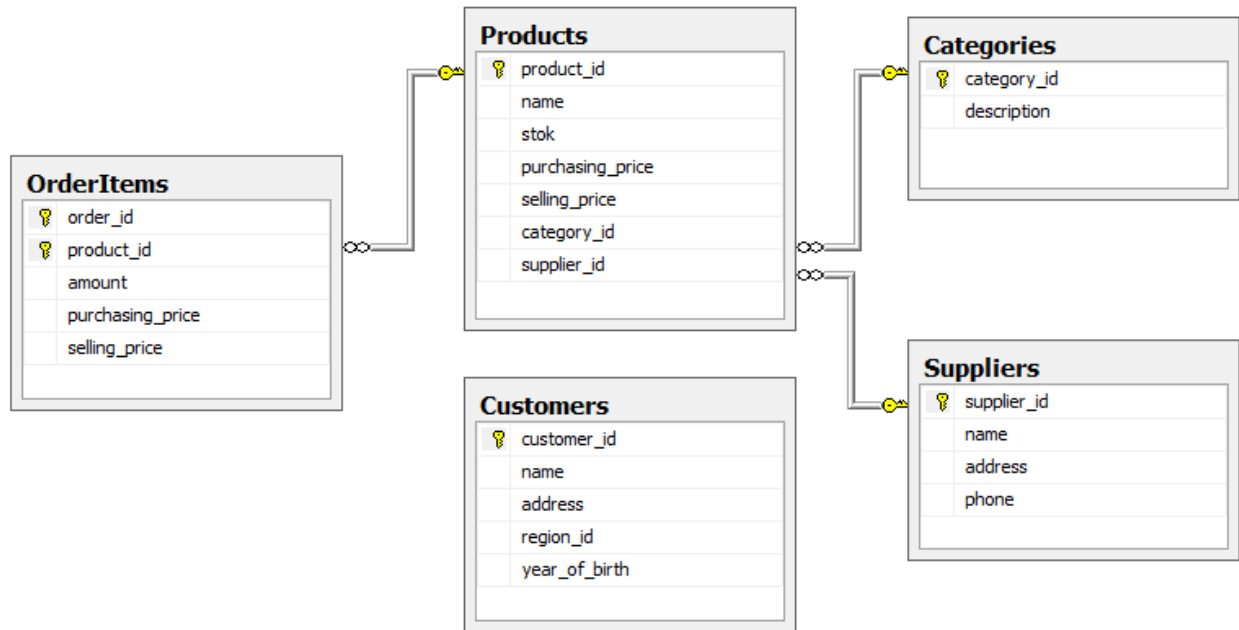 OrderItems
order_id
product_id
amount
purchasing_price
selling_price
Products
product_id
name
stok
purchasing_price
selling_price
category_id
supplier_id
Customers
customer_id
name
address
region_id
year_of_birth
Categories
category_id
description
Suppliers
supplier_id
name
address
phone